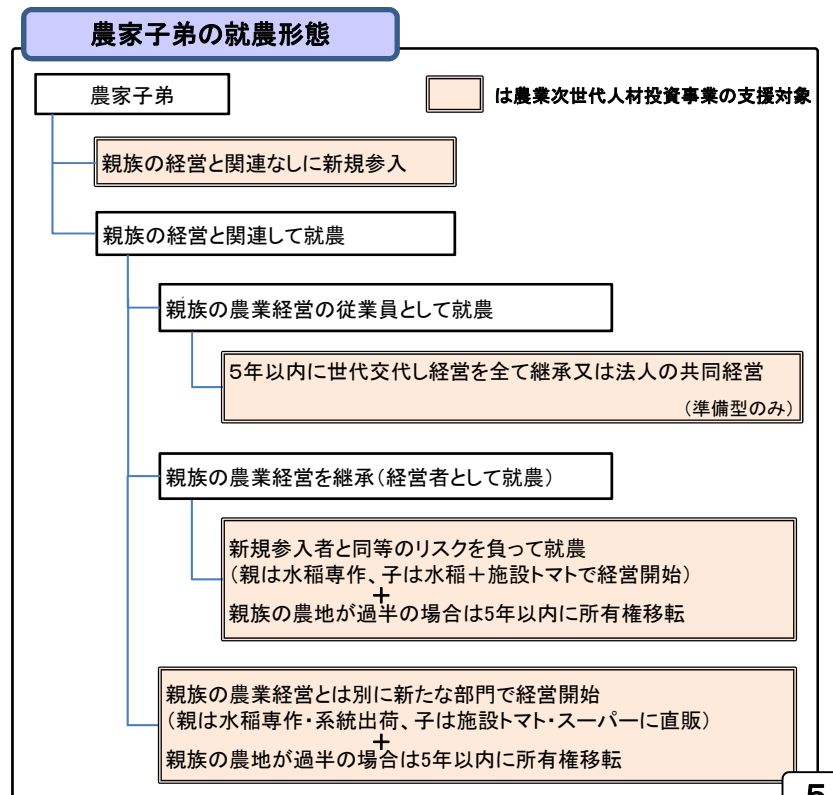 農家子弟の就農形態
農家子弟
は農業次世代人材投資事業の支援対象
親族の経営と関連なしに新規参入
親族の経営と関連して就農
親族の農業経営の従業員として就農
5年以内に世代交代し経営を全て継承又は法人の共同経営
(準備型のみ)
親族の農業経営を継承(経営者として就農)
新規参入者と同等のリスクを負って就農
(親は水稲専作、子は水稲+施設トマトで経営開始)
+
親族の農地が過半の場合は5年以内に所有権移転
親族の農業経営とは別に新たな部門で経営開始
(親は水稲専作・系統出荷、子は施設トマト・スーパーに直販)
+
親族の農地が過半の場合は5年以内に所有権移転
5